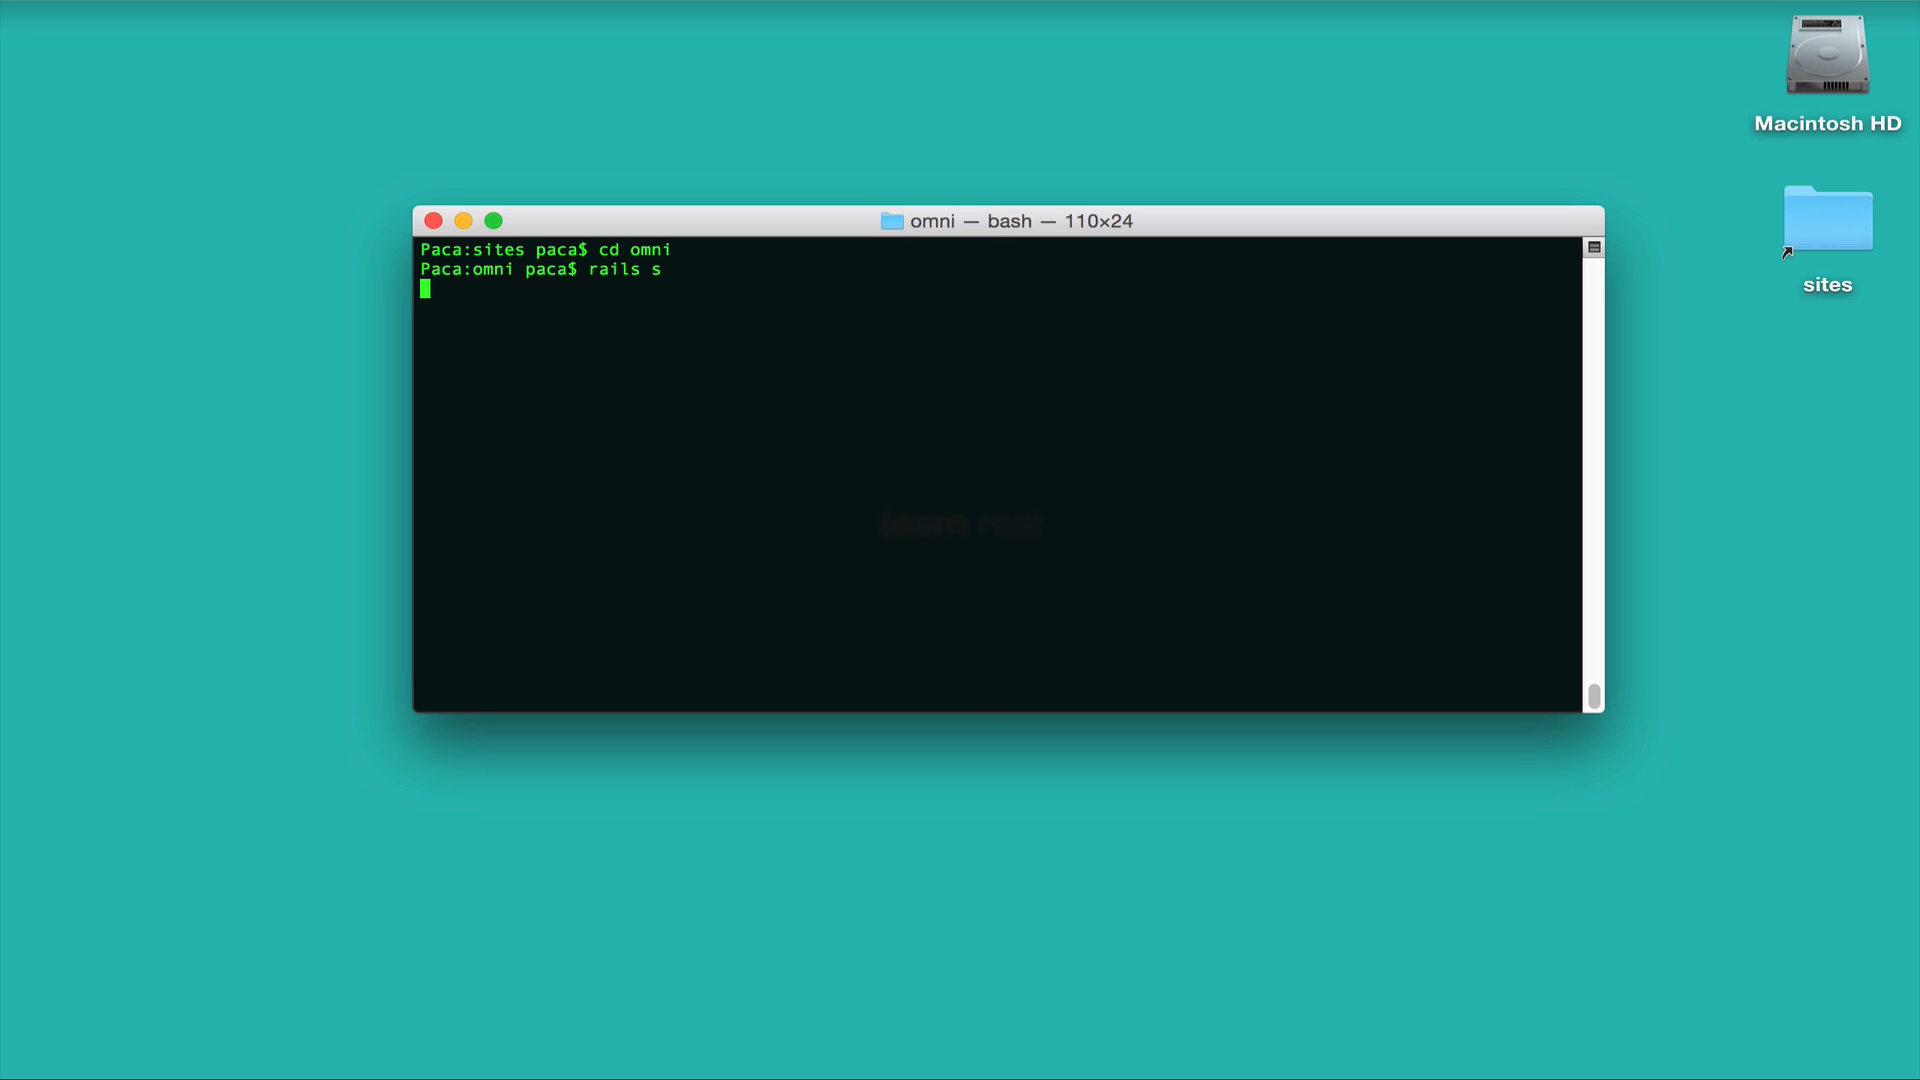 Macintosh HD
sites
omni — bash — 110×24
Paca:sites paca$ cd omni
Paca:omni paca$ rails s